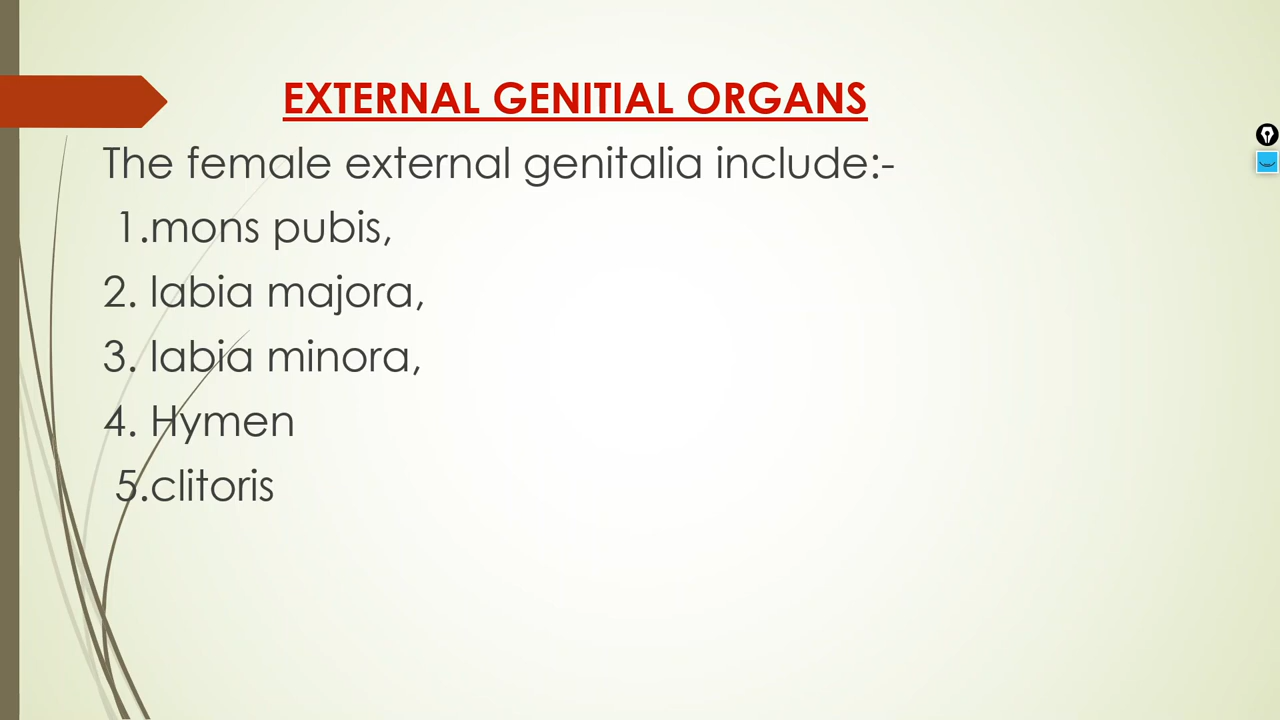 EXTERNAL GENITIAL ORGANS
The female external genitalia include:-
1.mons pubis,
2. labia majora,
3. labia minora,
4. Hymen
5.clitoris